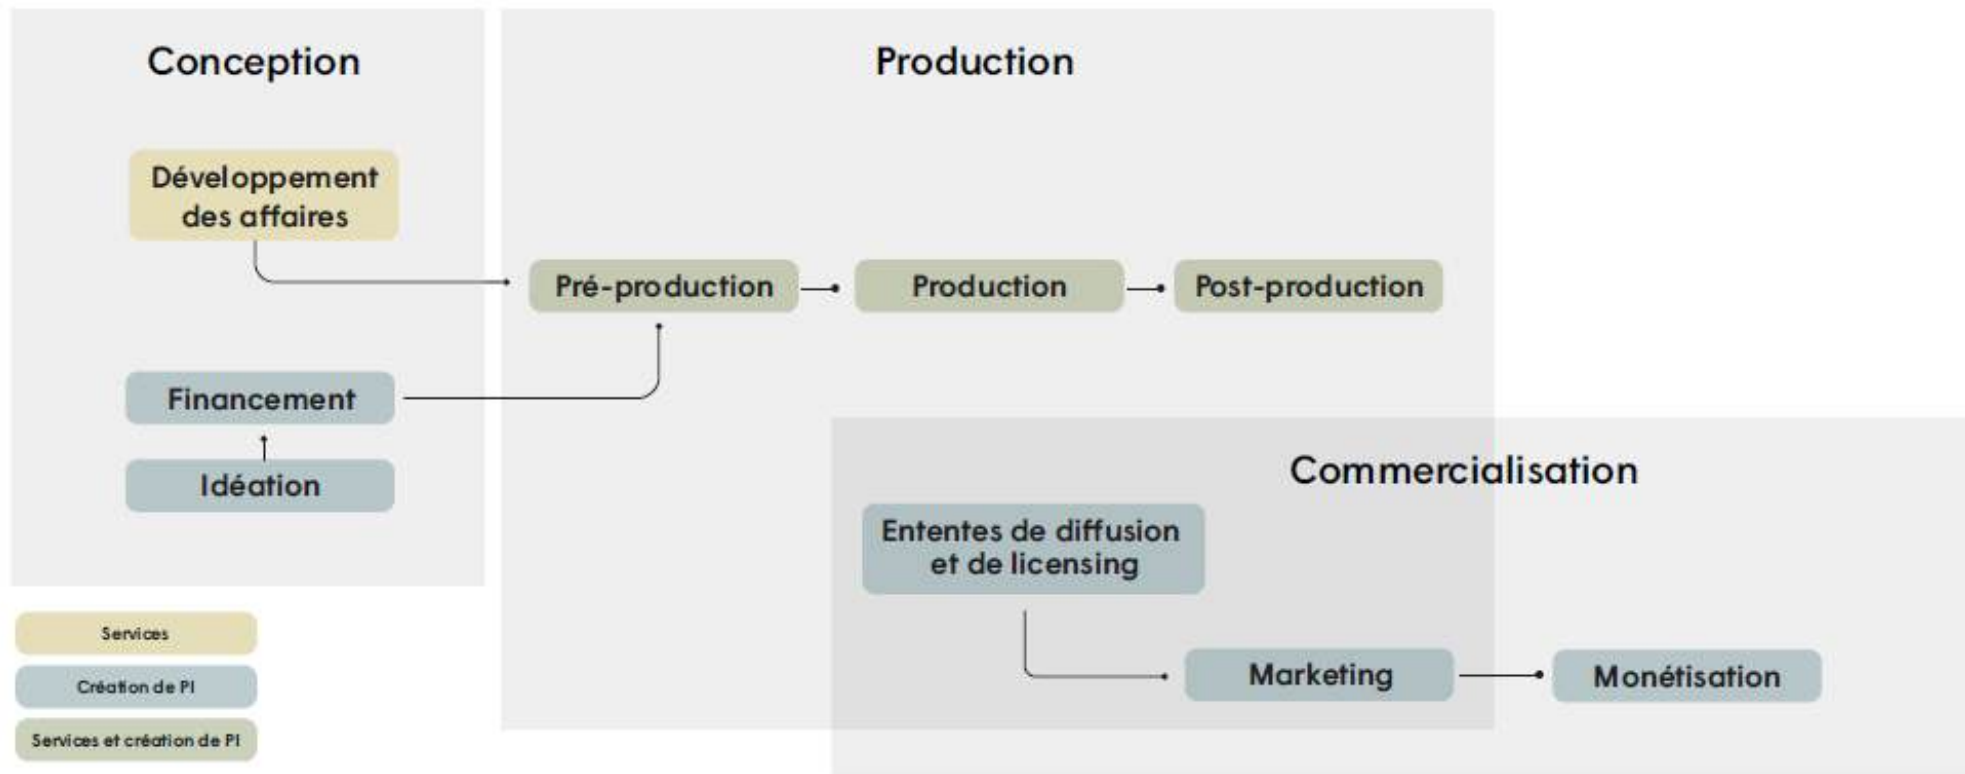 Conception
Production
Développement
des affaires
Pré-production
Production
Post-production
Financement
Idéation
Commercialisation
Ententes de diffusion
et de licensing
Marketing
Monétisation
Services
Création de PI
Services et création de PI